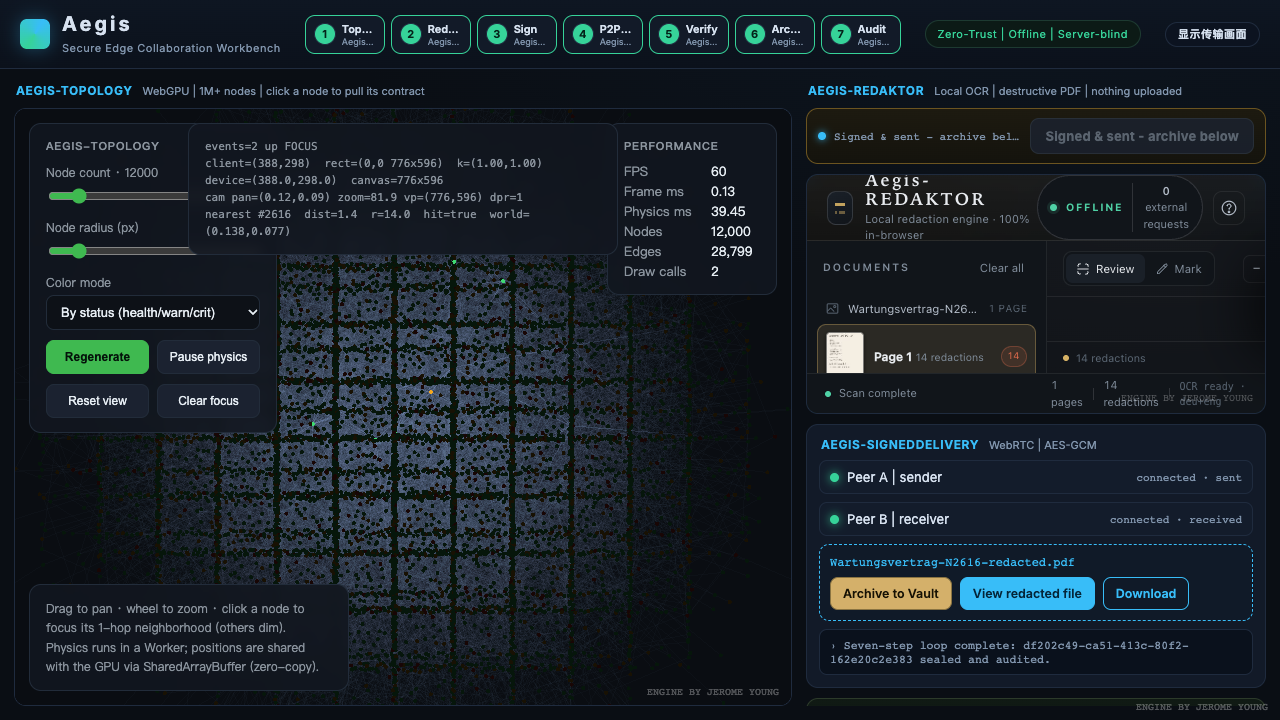 Aegis
Secure Edge Collaboration Workbench
1 Top...
Aegis...
2 Red...
Aegis...
3 Sign
Aegis...
4 P2P...
Aegis...
5 Verify
Aegis...
6 Arc...
Aegis...
7 Audit
Aegis...
Zero-Trust | Offline | Server-blind
显示传输画面
AEGIS-TOPOLOGY WebGPU | 1M+ nodes | click a node to pull its contract
AEGIS-TOPOLOGY
Node count · 12000
Node radius (px)
Color mode
By status (health/warn/crit)
Regenerate
Pause physics
Reset view
Clear focus
events=2 up FOCUS
client=(388,298) rect=(0,0 776x596) k=(1.00,1.00)
device=(388.0,298.0) canvas=776x596
cam pan=(0.12,0.09) zoom=81.9 vp=(776,596) dpr=1
nearest #2616 dist=1.4 r=14.0 hit=true world=
(0.138,0.077)
PERFORMANCE
FPS 60
Frame ms 0.13
Physics ms 39.45
Nodes 12,000
Edges 28,799
Draw calls 2
Drag to pan · wheel to zoom · click a node to
focus its 1-hop neighborhood (others dim).
Physics runs in a Worker; positions are shared
with the GPU via SharedArrayBuffer (zero-copy).
ENGINE BY JEROME YOUNG
AEGIS-REDAKTOR Local OCR | destructive PDF | nothing uploaded
Signed & sent - archive bel…
Signed & sent - archive below
Aegis-
REDAKTOR
Local redaction engine · 100%
in-browser
OFFLINE
0
external
requests
DOCUMENTS
Clear all
Review
Mark
Wartungsvertrag-N26... 1 PAGE
Page 1 14 redactions 14
14 redactions
Scan complete
1
pages
14
redactions
OCR ready ·
deu+eng
ENGINE BY JEROME YOUNG
AEGIS-SIGNEDDELIVERY WebRTC | AES-GCM
Peer A | sender connected · sent
Peer B | receiver connected · received
Wartungsvertrag-N2616-redacted.pdf
Archive to Vault
View redacted file
Download
› Seven-step loop complete: df202c49-ca51-413c-80f2-
162e20c2e383 sealed and audited.
ENGINE BY JEROME YOUNG